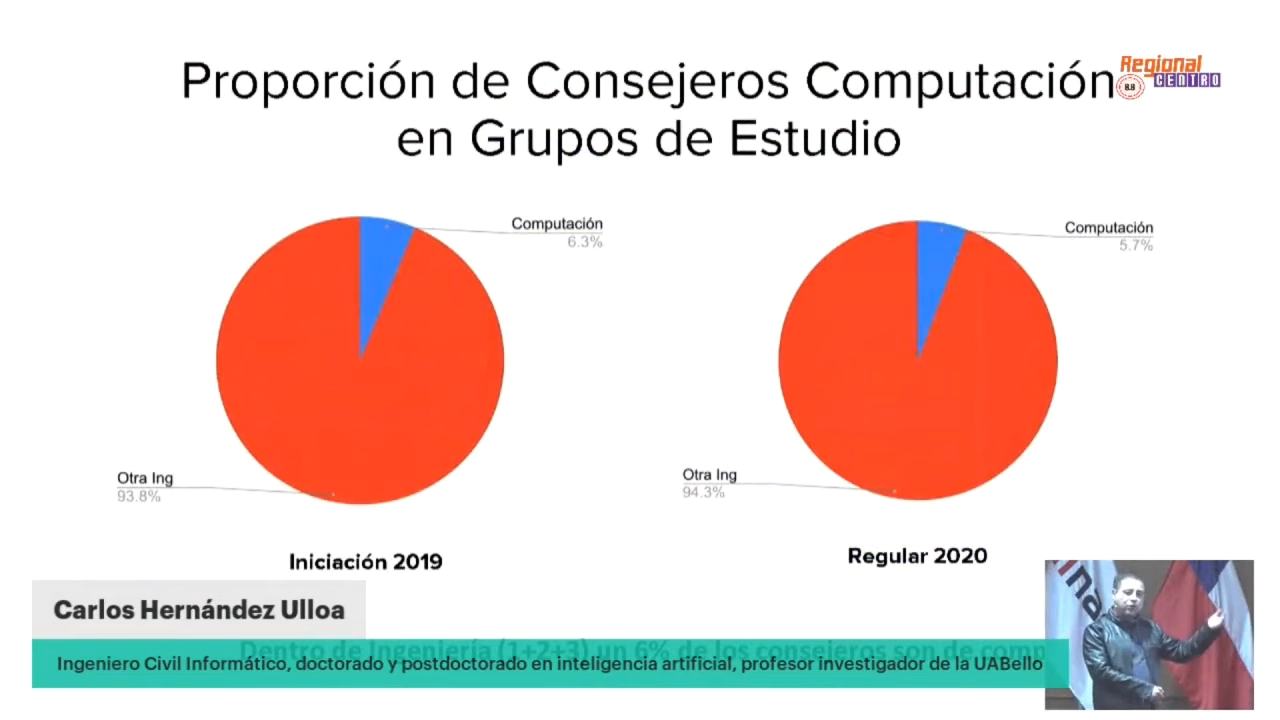 Proporción de Consejeros Computación
en Grupos de Estudio
Regional
8.8 CENTRO
Computación
6.3%
Otra Ing
93.8%
Iniciación 2019
Computación
5.7%
Otra Ing
94.3%
Regular 2020
Carlos Hernández Ulloa
Dentro de Ingeniería (1+2+3) un 6% de los consejeros son de comp
Ingeniero Civil Informático, doctorado y postdoctorado en inteligencia artificial, profesor investigador de la UABello